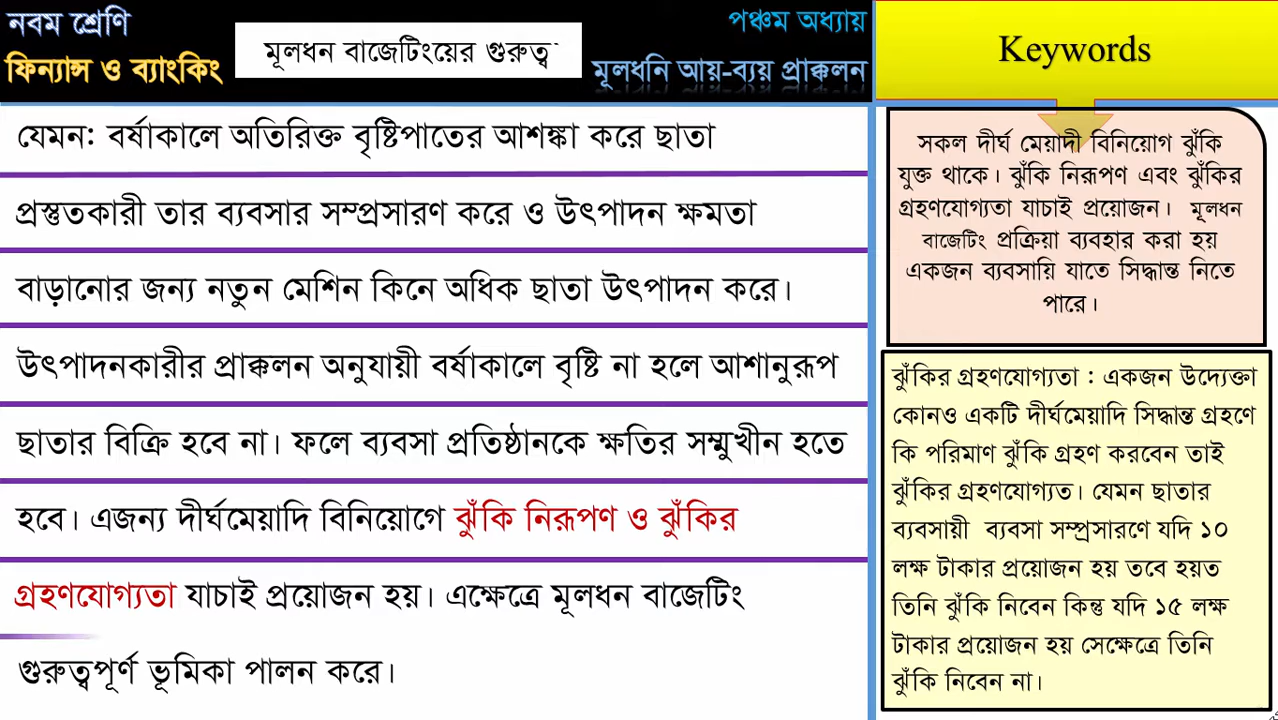 নবম শ্রেণি
ফিন্যান্স ও ব্যাংকিং
মূলধন বাজেটিংয়ের গুরুত্ব
পঞ্চম অধ্যায়
মূলধনি আয়-ব্যয় প্রাক্কলন
যেমন: বর্ষাকালে অতিরিক্ত বৃষ্টিপাতের আশঙ্কা করে ছাতা
প্রস্তুতকারী তার ব্যবসার সম্প্রসারণ করে ও উৎপাদন ক্ষমতা
বাড়ানোর জন্য নতুন মেশিন কিনে অধিক ছাতা উৎপাদন করে।
উৎপাদনকারীর প্রাক্কলন অনুযায়ী বর্ষাকালে বৃষ্টি না হলে আশানুরূপ
ছাতার বিক্রি হবে না। ফলে ব্যবসা প্রতিষ্ঠানকে ক্ষতির সম্মুখীন হতে
হবে। এজন্য দীর্ঘমেয়াদি বিনিয়োগে ঝুঁকি নিরূপণ ও ঝুঁকির
গ্রহণযোগ্যতা যাচাই প্রয়োজন হয়। এক্ষেত্রে মূলধন বাজেটিং
গুরুত্বপূর্ণ ভূমিকা পালন করে।
Keywords
সকল দীর্ঘ মেয়াদী বিনিয়োগ ঝুঁকি
যুক্ত থাকে। ঝুঁকি নিরূপণ এবং ঝুঁকির
গ্রহণযোগ্যতা যাচাই প্রয়োজন। মূলধন
বাজেটিং প্রক্রিয়া ব্যবহার করা হয়
একজন ব্যবসায়ি যাতে সিদ্ধান্ত নিতে
পারে।
ঝুঁকির গ্রহণযোগ্যতা : একজন উদ্যেক্তা
কোনও একটি দীর্ঘমেয়াদি সিদ্ধান্ত গ্রহণে
কি পরিমাণ ঝুঁকি গ্রহণ করবেন তাই
ঝুঁকির গ্রহণযোগ্যত। যেমন ছাতার
ব্যবসায়ী ব্যবসা সম্প্রসারণে যদি ১০
লক্ষ টাকার প্রয়োজন হয় তবে হয়ত
তিনি ঝুঁকি নিবেন কিন্তু যদি ১৫ লক্ষ
টাকার প্রয়োজন হয় সেক্ষেত্রে তিনি
ঝুঁকি নিবেন না।